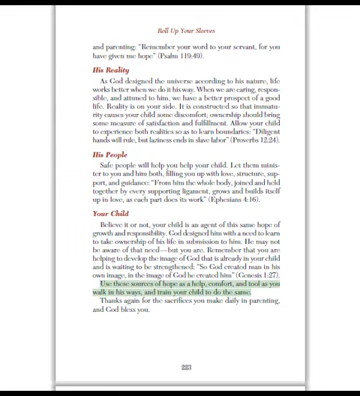 Roll Up Your Sleeves
and parenting: "Remember your word to your servant, for you
have given me hope" (Psalm 119:49).
His Reality
As God designed the universe according to his nature, life
works better when we do it his way. When we are caring, respon-
sible, and attuned to him, we have a better prospect of a good
life. Reality is on your side. It is constructed so that immatu-
rity causes your child some discomfort; ownership should bring
some measure of satisfaction and fulfillment. Allow your child
to experience both realities so as to learn boundaries: "Diligent
hands will rule, but laziness ends in slave labor" (Proverbs 12:24).
His People
Safe people will help you help your child. Let them minis-
ter to you and him both, filling you up with love, structure, sup-
port, and guidance: "From him the whole body, joined and held
together by every supporting ligament, grows and builds itself
up in love, as each part does its work" (Ephesians 4:16).
Your Child
Believe it or not, your child is an agent of this same hope of
growth and responsibility. God designed him with a need to learn
to take ownership of his life in submission to him. He may not
be aware of that need—but you are. Remember that you are
helping to develop the image of God that is already in your child
and is waiting to be strengthened: "So God created man in his
own image, in the image of God he created him" (Genesis 1:27).
Use these sources of hope as a help, comfort, and tool as you
walk in his ways, and train your child to do the same.
Thanks again for the sacrifices you make daily in parenting,
and God bless you.
223